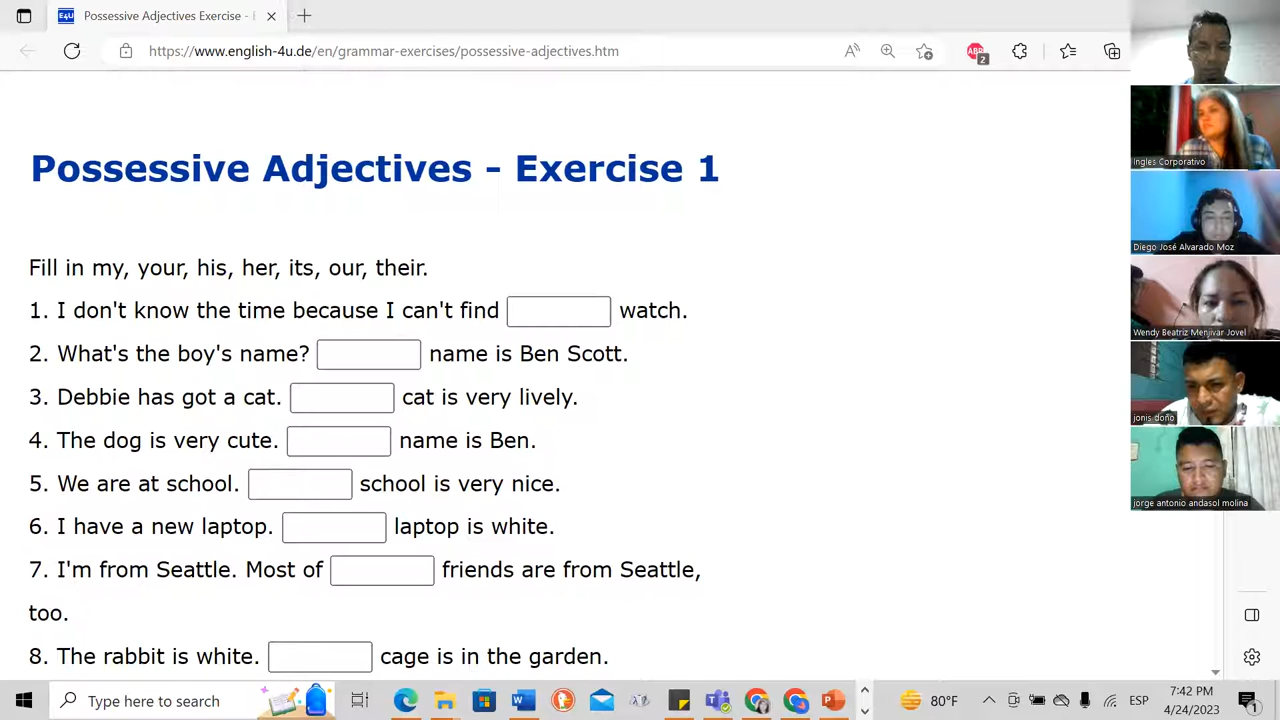 E4U Possessive Adjectives Exercise -
https://www.english-4u.de/en/grammar-exercises/possessive-adjectives.htm
ABP 2
Possessive Adjectives - Exercise 1
Fill in my, your, his, her, its, our, their.
1. I don't know the time because I can't find watch.
2. What's the boy's name? name is Ben Scott.
3. Debbie has got a cat. cat is very lively.
4. The dog is very cute. name is Ben.
5. We are at school. school is very nice.
6. I have a new laptop. laptop is white.
7. I'm from Seattle. Most of friends are from Seattle,
too.
8. The rabbit is white. cage is in the garden.
Ingles Corporativo
Diego José Alvarado Moz
Wendy Beatriz Menjivar Jovel
jonis doño
jorge antonio andasol molina
Type here to search
80°F
ESP
7:42 PM
4/24/2023
1